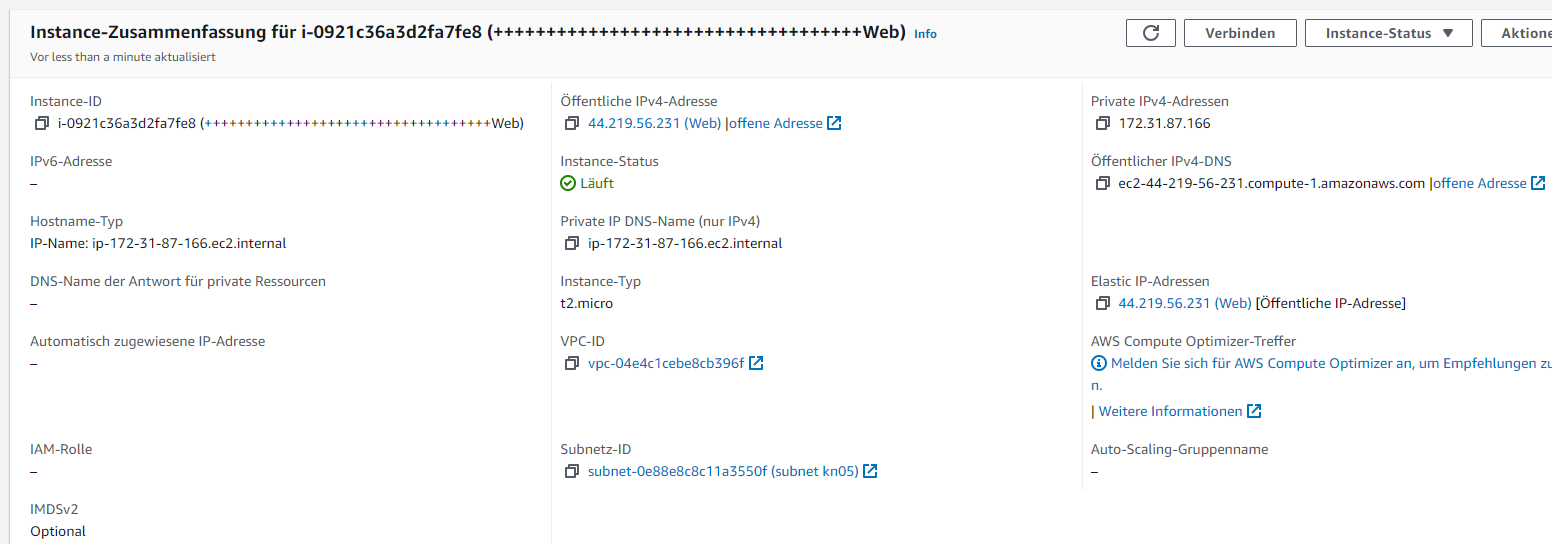 Instance-Zusammenfassung für i-0921c36a3d2fa7fe8 (+++++++++++++++++++++++++++++++++++Web) Info
Verbinden
Instance-Status
Aktione
Vor less than a minute aktualisiert
Instance-ID
i-0921c36a3d2fa7fe8 (+++++++++++++++++++++++++++++++++++Web)
Öffentliche IPv4-Adresse
44.219.56.231 (Web) |offene Adresse
Private IPv4-Adressen
172.31.87.166
IPv6-Adresse
–
Instance-Status
Läuft
Öffentlicher IPv4-DNS
ec2-44-219-56-231.compute-1.amazonaws.com |offene Adresse
Hostname-Typ
IP-Name: ip-172-31-87-166.ec2.internal
Private IP DNS-Name (nur IPv4)
ip-172-31-87-166.ec2.internal
DNS-Name der Antwort für private Ressourcen
–
Instance-Typ
t2.micro
Elastic IP-Adressen
44.219.56.231 (Web) [Öffentliche IP-Adresse]
Automatisch zugewiesene IP-Adresse
–
VPC-ID
vpc-04e4c1cebe8cb396f
AWS Compute Optimizer-Treffer
Melden Sie sich für AWS Compute Optimizer an, um Empfehlungen zu
n.
| Weitere Informationen
IAM-Rolle
–
Subnetz-ID
subnet-0e88e8c8c11a3550f (subnet kn05)
Auto-Scaling-Gruppenname
–
IMDSv2
Optional